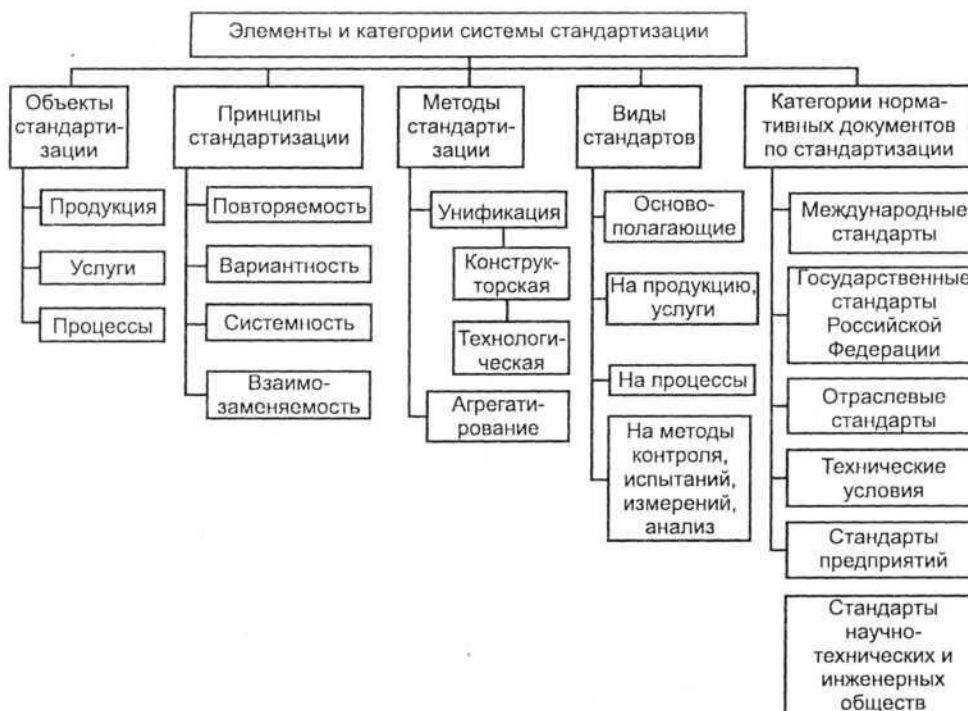 Элементы и категории системы стандартизации
Объекты
стандарти-
зации
Продукция
Услуги
Процессы
Принципы
стандартизации
Повторяемость
Вариантность
Системность
Взаимо-
заменяемость
Методы
стандарти-
зации
Унификация
Конструк-
торская
Технологи-
ческая
Агрегати-
рование
Виды
стандартов
Осново-
полагающие
На продукцию,
услуги
На процессы
На методы
контроля,
испытаний,
измерений,
анализ
Категории норма-
тивных документов
по стандартизации
Международные
стандарты
Государственные
стандарты
Российской
Федерации
Отраслевые
стандарты
Технические
условия
Стандарты
предприятий
Стандарты
научно-
технических и
инженерных
обществ